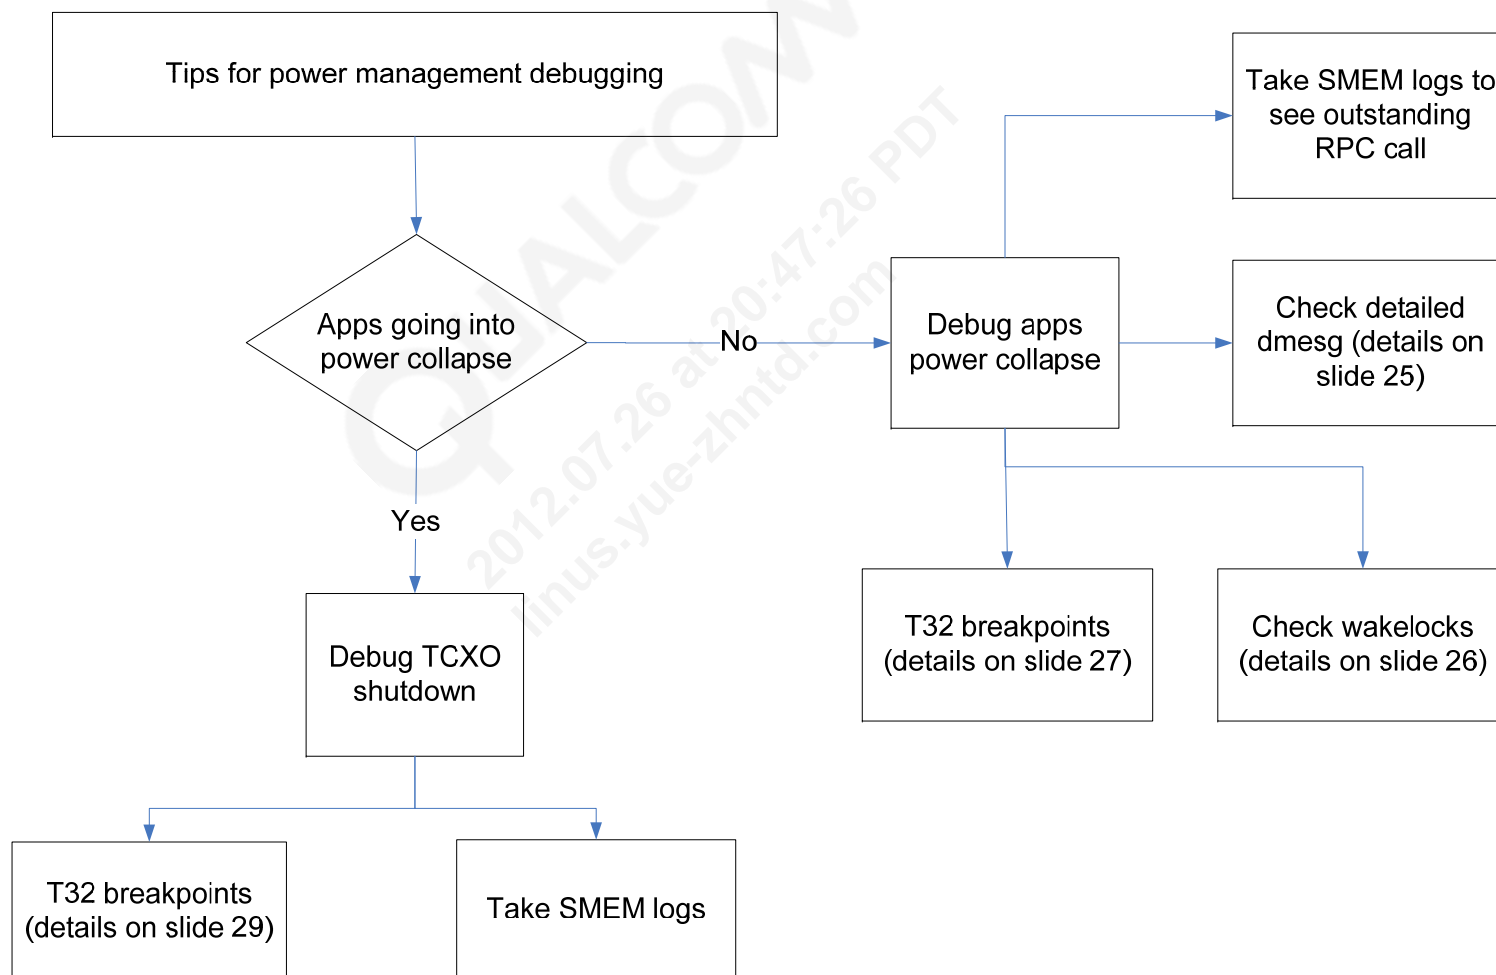 Tips for power management debugging
Take SMEM logs to
see outstanding
RPC call
Apps going into
power collapse
No
Debug apps
power collapse
Check detailed
dmesg (details on
slide 25)
Yes
T32 breakpoints
(details on slide 27)
Check wakelocks
(details on slide 26)
Debug TCXO
shutdown
T32 breakpoints
(details on slide 29)
Take SMEM logs
QUALCOM
2012.07.26 at 20:47:26 PDT
linus.yue-zhntd.com